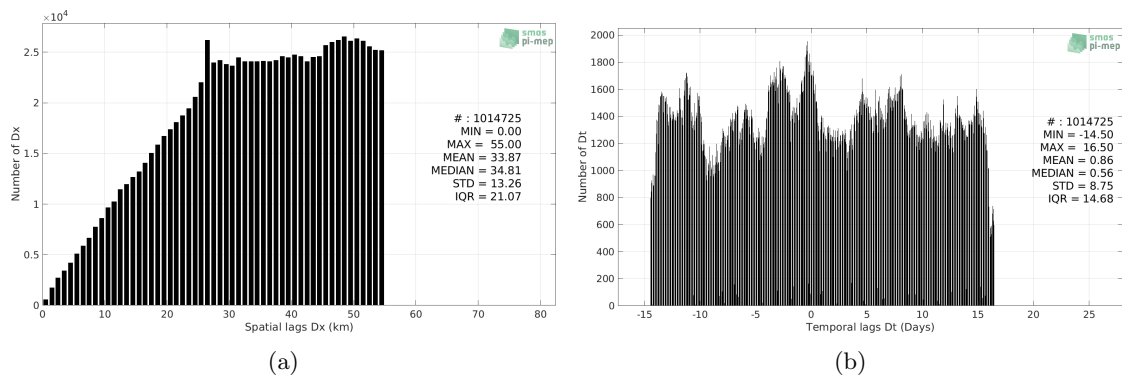 ×10⁴
smos
pi-mep
2.5
2
1.5
1
0.5
0
Number of Dx
# : 1014725
MIN = 0.00
MAX = 55.00
MEAN = 33.87
MEDIAN = 34.81
STD = 13.26
IQR = 21.07
0 10 20 30 40 50 60 70 80
Spatial lags Dx (km)
(a)
smos
pi-mep
2000
1800
1600
1400
1200
1000
800
600
400
200
0
Number of Dt
# : 1014725
MIN = -14.50
MAX = 16.50
MEAN = 0.86
MEDIAN = 0.56
STD = 8.75
IQR = 14.68
-15 -10 -5 0 5 10 15 20 25
Temporal lags Dt (Days)
(b)